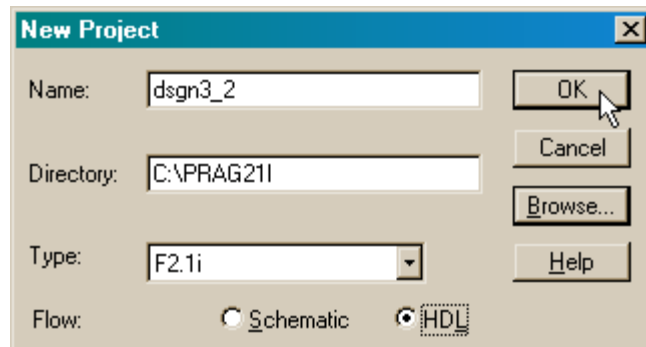 New Project
Name: dsgn3_2 OK
Cancel
Directory: C:\PRAG21I
Browse...
Type: F2.1i Help
Flow: Schematic HDL